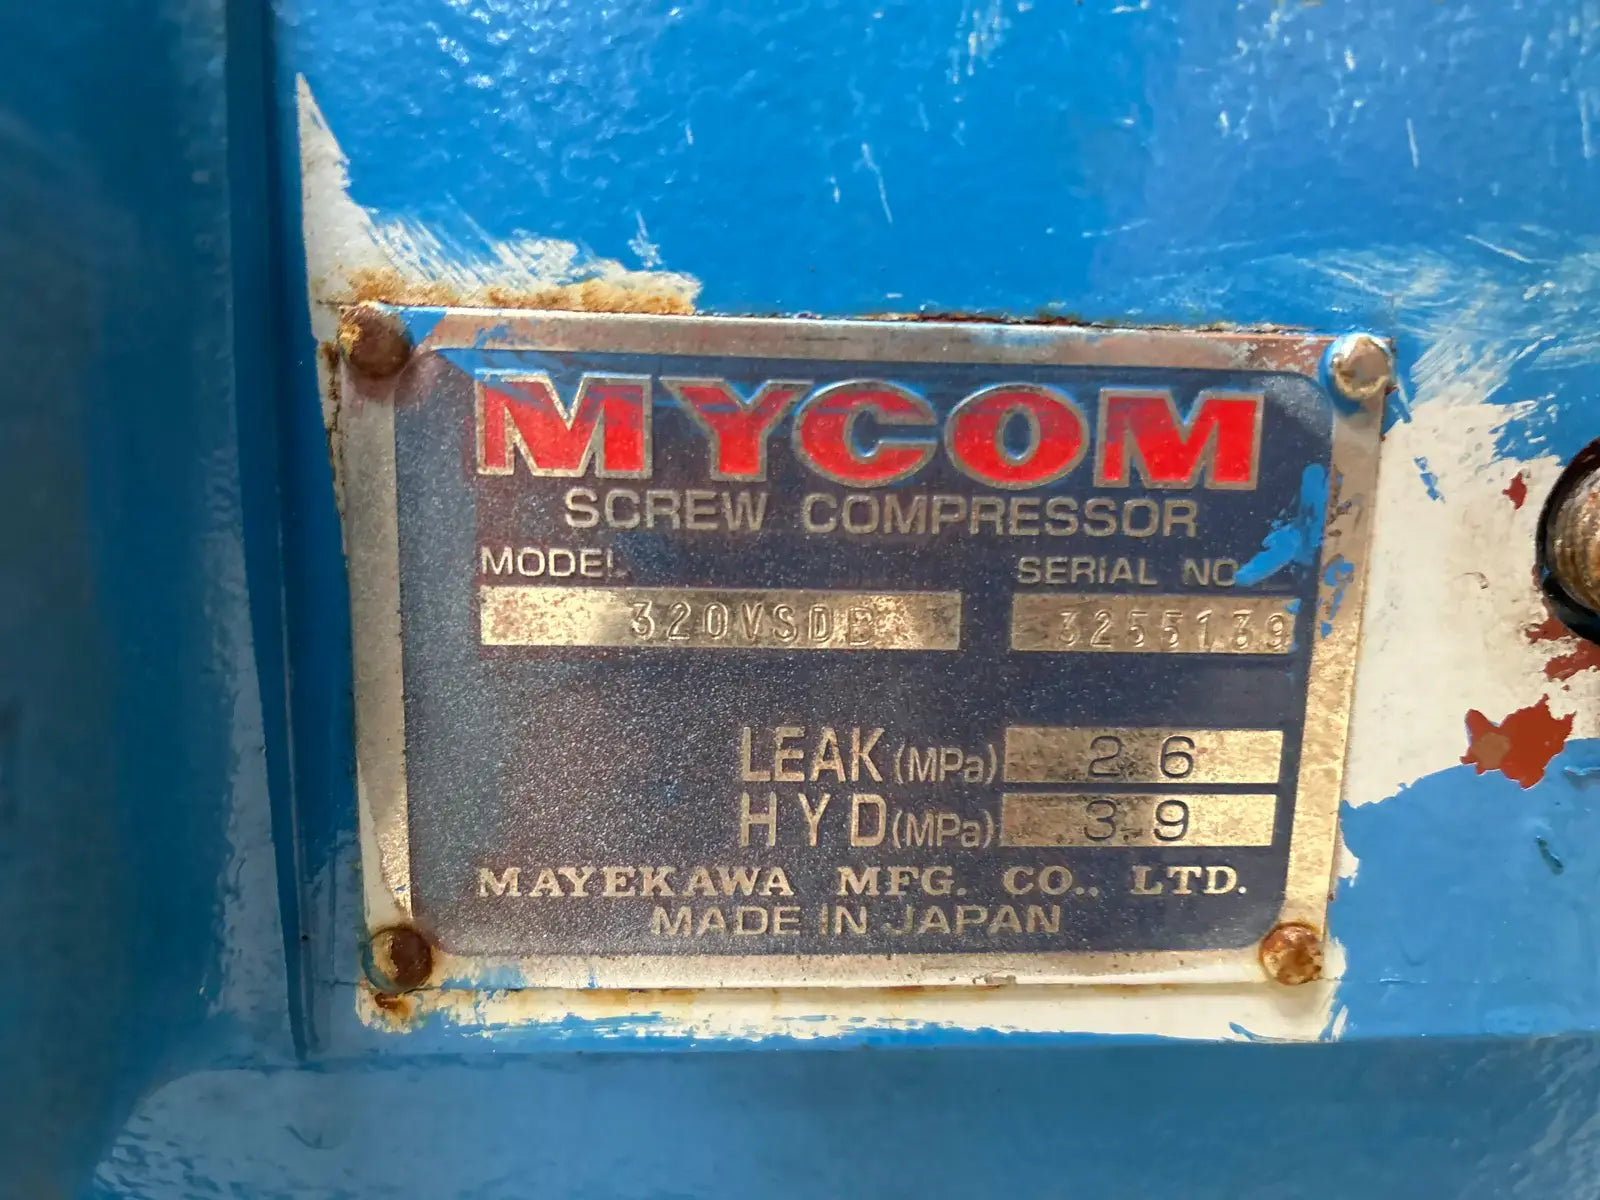 MYCOM
SCREW COMPRESSOR
MODEL SERIAL NO
320VSDB 3255139
LEAK (MPa) 2.6
HYD (MPa) 3.9
MAYEKAWA MFG. CO., LTD.
MADE IN JAPAN